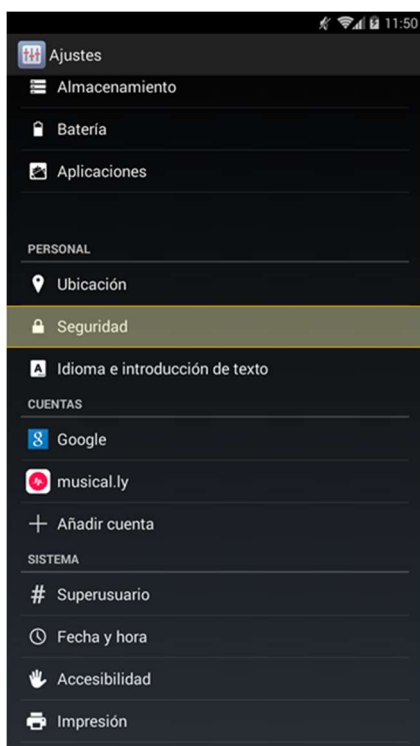 11:50
Ajustes
Almacenamiento
Batería
Aplicaciones
PERSONAL
Ubicación
Seguridad
A Idioma e introducción de texto
CUENTAS
8 Google
musical.ly
+ Añadir cuenta
SISTEMA
# Superusuario
Fecha y hora
Accesibilidad
Impresión